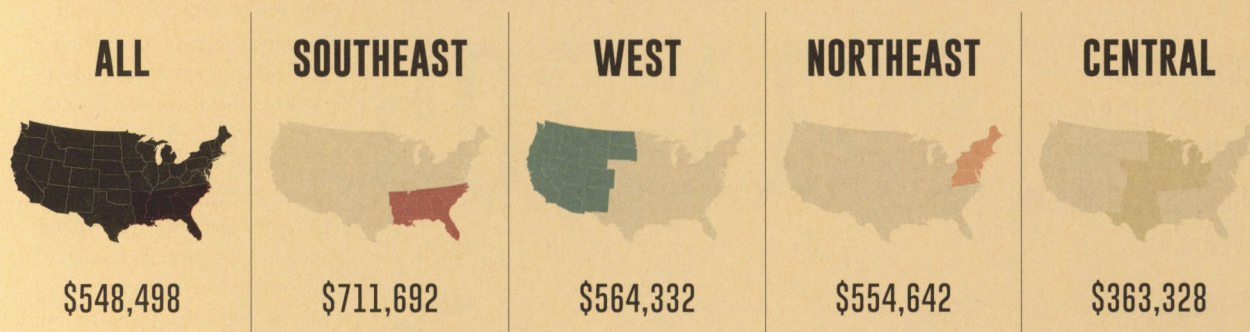 ALL
$548,498
SOUTHEAST
$711,692
WEST
$564,332
NORTHEAST
$554,642
CENTRAL
$363,328